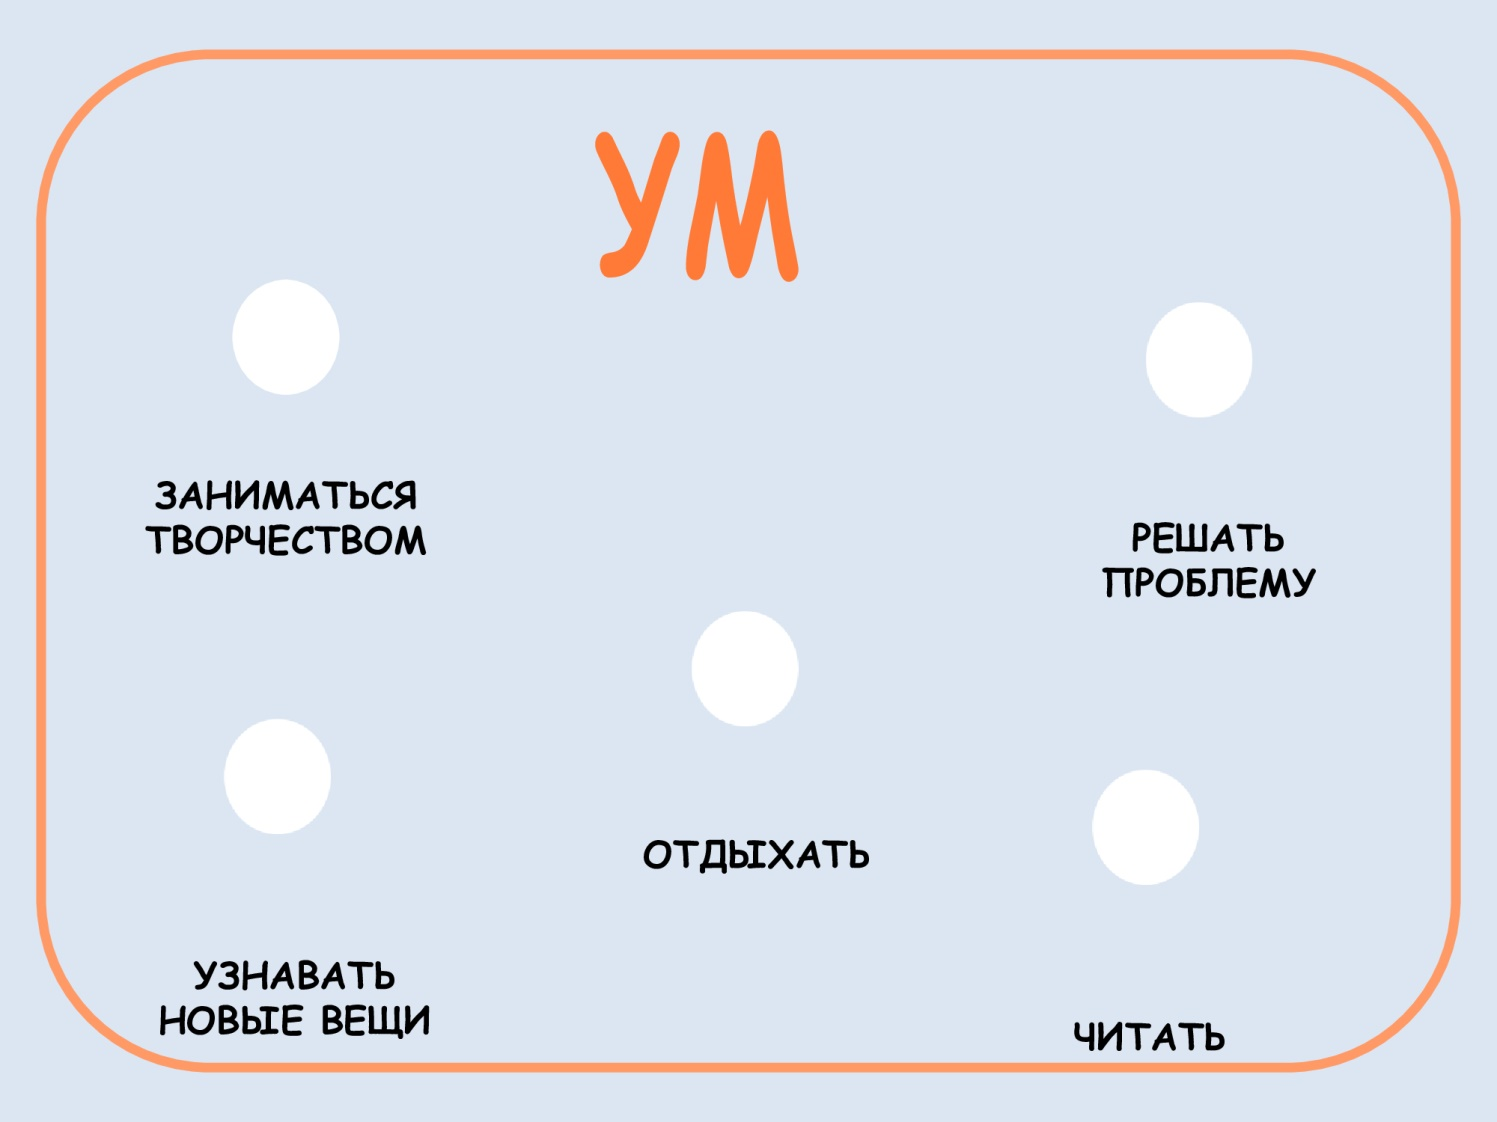 УМ
ЗАНИМАТЬСЯ
ТВОРЧЕСТВОМ
РЕШАТЬ
ПРОБЛЕМУ
ОТДЫХАТЬ
УЗНАВАТЬ
НОВЫЕ ВЕЩИ
ЧИТАТЬ